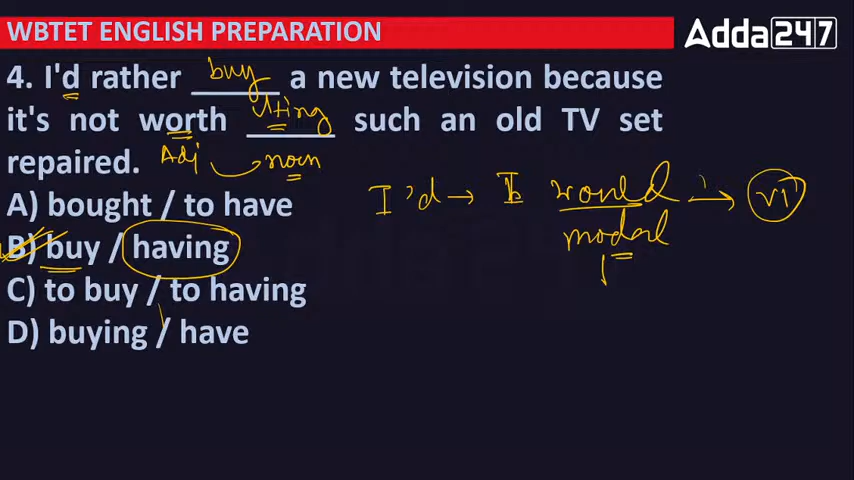 WBTET ENGLISH PREPARATION
Adda247
4. I'd rather buy a new television because
it's not worth Vting such an old TV set
repaired. Adj noun
A) bought / to have
I'd → I would → V1
modal
B) buy / having
C) to buy / to having
D) buying / have